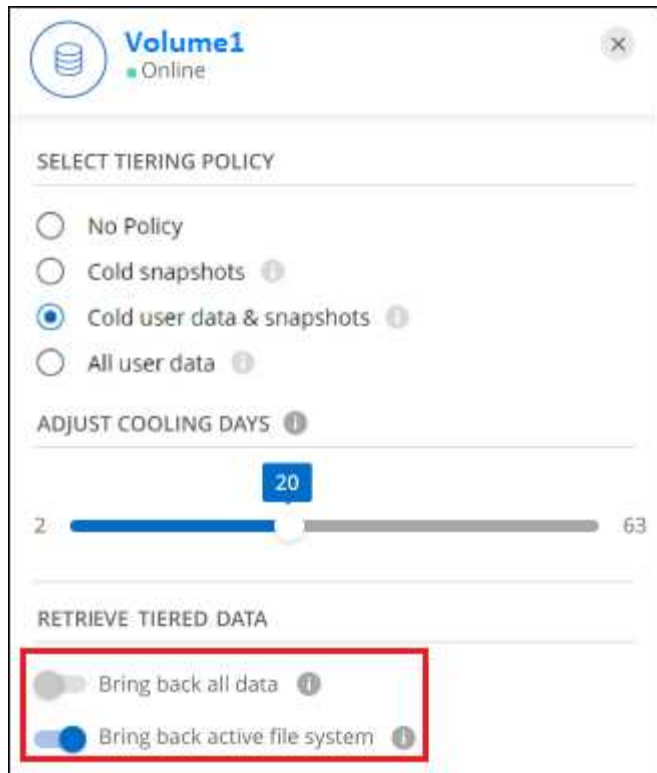 Volume1
Online
SELECT TIERING POLICY
No Policy
Cold snapshots
Cold user data & snapshots
All user data
ADJUST COOLING DAYS
20
2 63
RETRIEVE TIERED DATA
Bring back all data
Bring back active file system